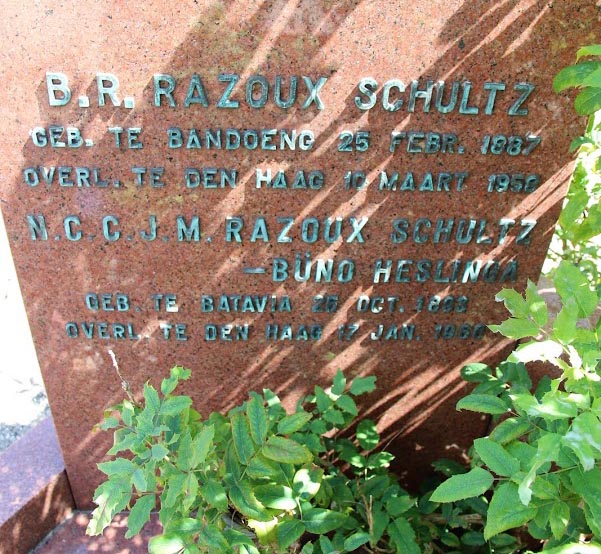 B.R. RAZOUX SCHULTZ
GEB. TE BANDOENG 25 FEBR. 1887
OVERL. TE DEN HAAG 10 MAART 1950
N.C.C.J.M. RAZOUX SCHULTZ
—BÜNO HESLINGA
GEB. TE BATAVIA OCT.
OVERL. TE DEN HAAG 17 JAN.